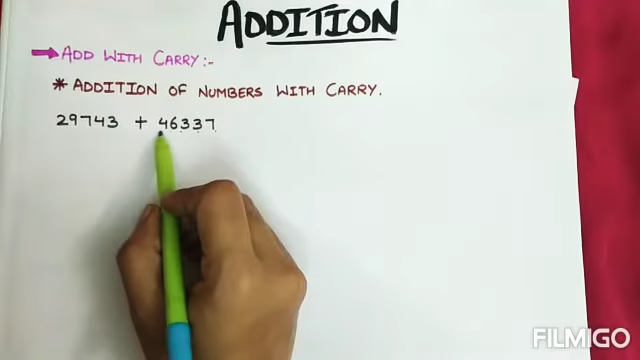 ADDITION
➡ ADD WITH CARRY:-
* ADDITION OF NUMBERS WITH CARRY.
29743 + 46337
FILMIGO